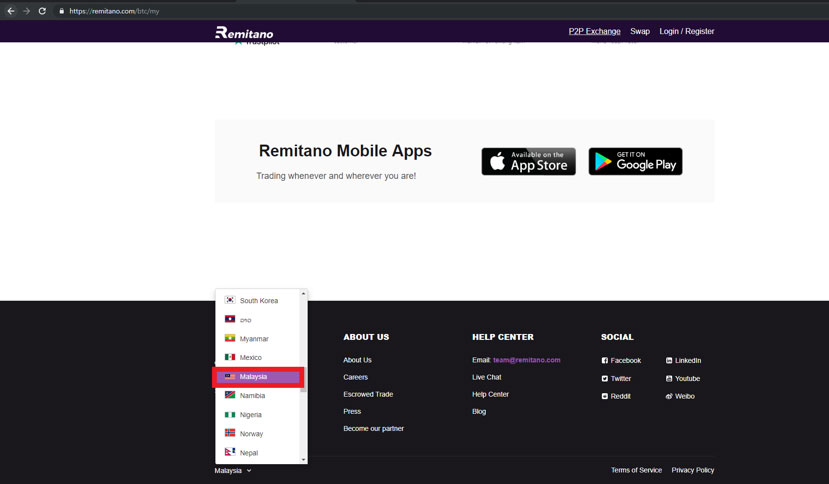 https://remitano.com/btc/my
Remitano
P2P Exchange Swap Login / Register
Trustpilot
Remitano Mobile Apps
Trading whenever and wherever you are!
Available on the
App Store
GET IT ON
Google Play
South Korea
ລາວ
Myanmar
Mexico
Malaysia
Namibia
Nigeria
Norway
Nepal
Malaysia
ABOUT US
About Us
Careers
Escrowed Trade
Press
Become our partner
HELP CENTER
Email: team@remitano.com
Live Chat
Help Center
Blog
SOCIAL
Facebook LinkedIn
Twitter Youtube
Reddit Weibo
Terms of Service Privacy Policy